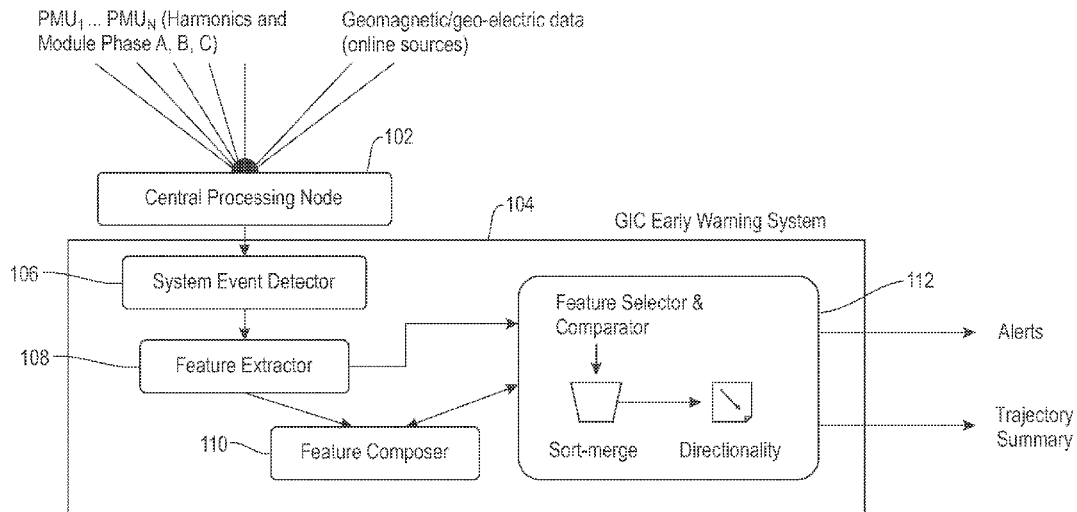 PMU1 ... PMUN (Harmonics and
Module Phase A, B, C)
Geomagnetic/geo-electric data
(online sources)
102
Central Processing Node
104
GIC Early Warning System
106
System Event Detector
112
Feature Selector &
Comparator
Alerts
108
Feature Extractor
Trajectory
Summary
110
Feature Composer
Sort-merge
Directionality